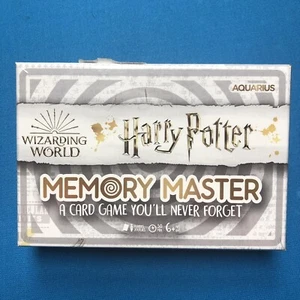 AQUARIUS
WIZARDING
WORLD
Harry Potter
MEMORY MASTER
A CARD GAME YOU'LL NEVER FORGET
6+